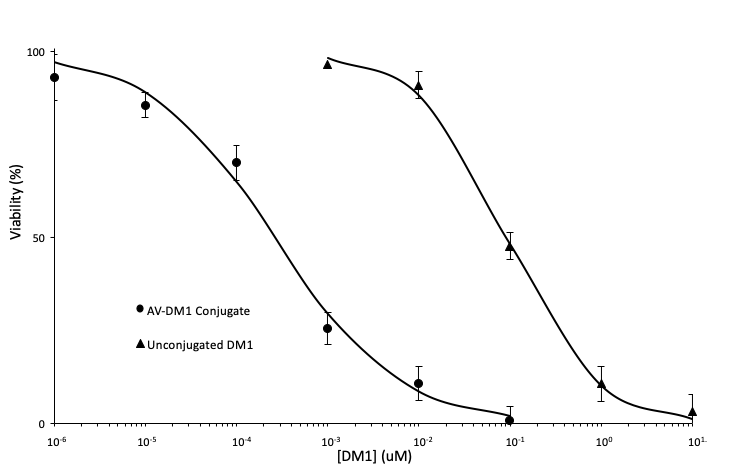 100
Viability (%)
50
AV-DM1 Conjugate
Unconjugated DM1
0
10-6 10-5 10-4 10-3 10-2 10-1 100 101.
[DM1] (uM)